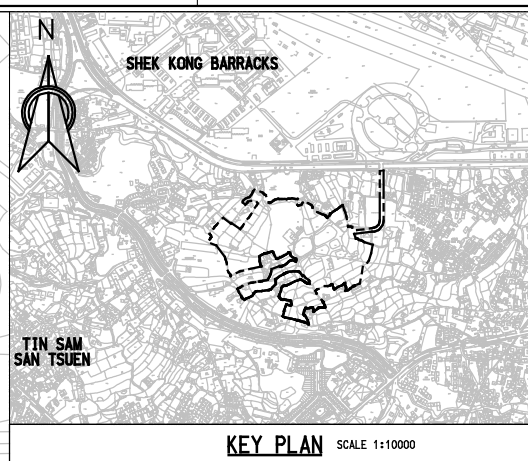 N
SHEK KONG BARRACKS
TIN SAM
SAN TSUEN
KEY PLAN SCALE 1:10000